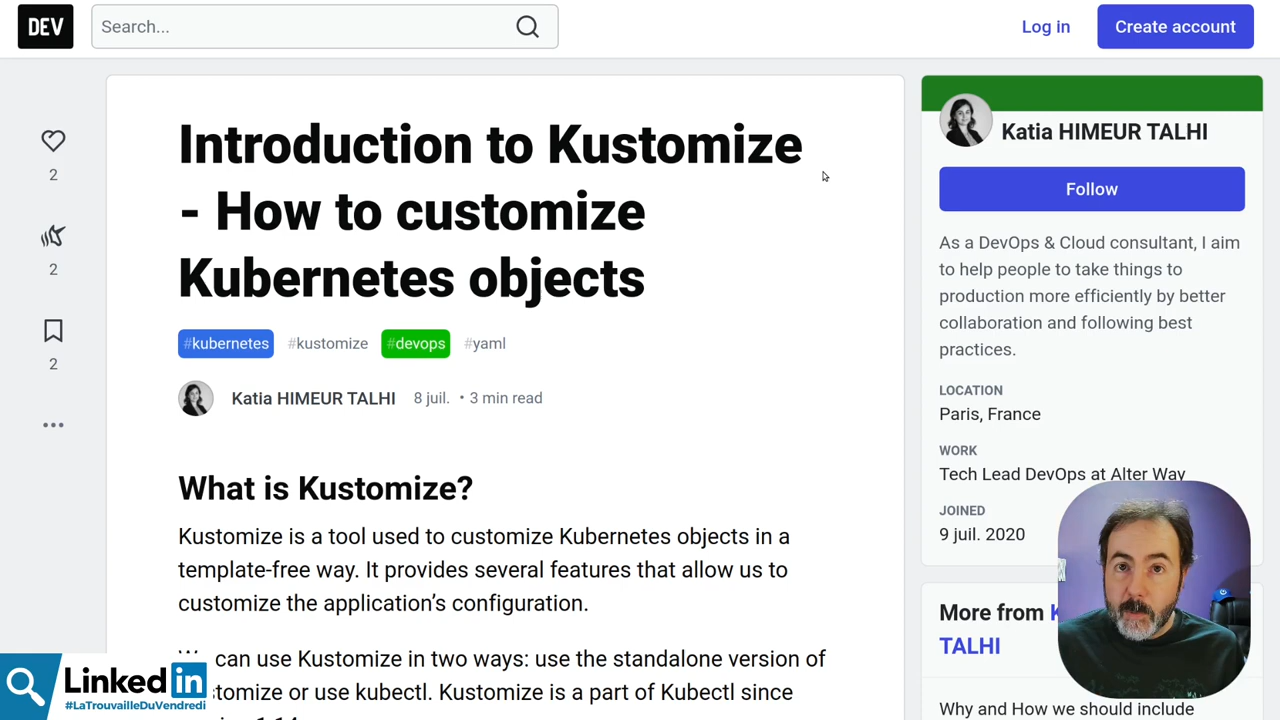 DEV
Search...
Log in
Create account
2
2
2
Introduction to Kustomize
- How to customize
Kubernetes objects
#kubernetes
#kustomize
#devops
#yaml
Katia HIMEUR TALHI
8 juil. • 3 min read
What is Kustomize?
Kustomize is a tool used to customize Kubernetes objects in a
template-free way. It provides several features that allow us to
customize the application’s configuration.
can use Kustomize in two ways: use the standalone version of
or use kubectl. Kustomize is a part of Kubectl since
Katia HIMEUR TALHI
Follow
As a DevOps & Cloud consultant, I aim
to help people to take things to
production more efficiently by better
collaboration and following best
practices.
LOCATION
Paris, France
WORK
Tech Lead DevOps at Alter Way
JOINED
9 juil. 2020
More from
TALHI
Why and How we should include
Linked in
#LaTrouvailleDuVendredi